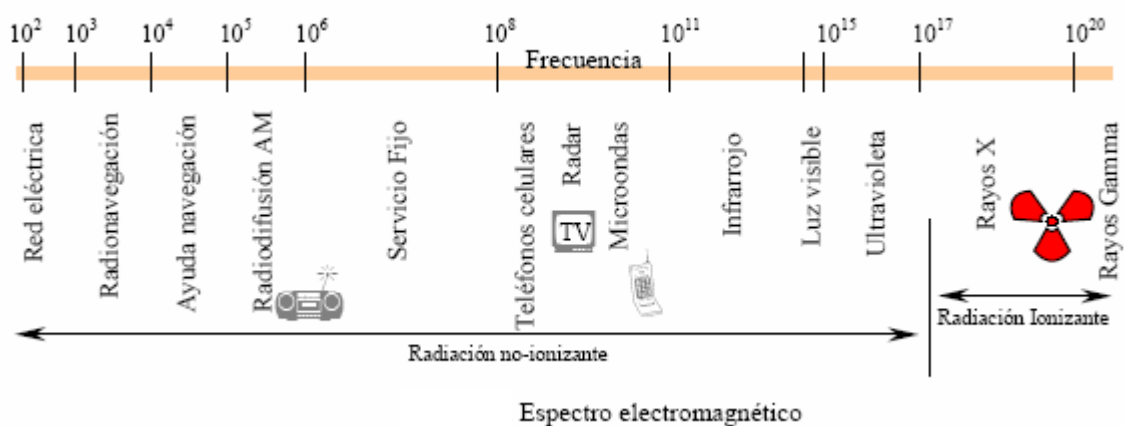 10² 10³ 10⁴ 10⁵ 10⁶ 10⁸ 10¹¹ 10¹⁵ 10¹⁷ 10²⁰
Frecuencia
Red eléctrica
Radionavegación
Ayuda navegación
Radiodifusión AM
Servicio Fijo
Teléfonos celulares
Radar
TV
Microondas
Infrarrojo
Luz visible
Ultravioleta
Rayos X
Rayos Gamma
Radiación Ionizante
Radiación no-ionizante
Espectro electromagnético